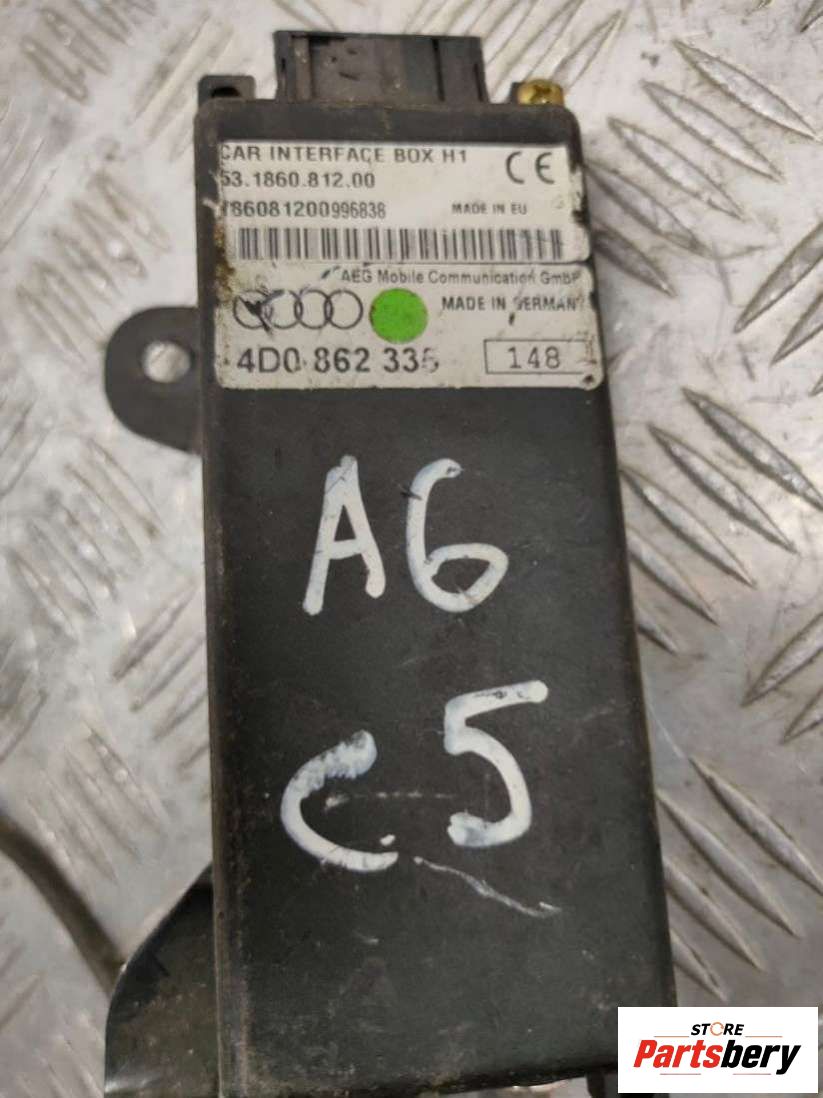 CAR INTERFACE BOX H1
53.1860.812.00
186081200996838 MADE IN EU
CE
AEG Mobile Communication GmbH
MADE IN GERMANY
4D0 862 335 148
A6
C5
STORE
Partsbery